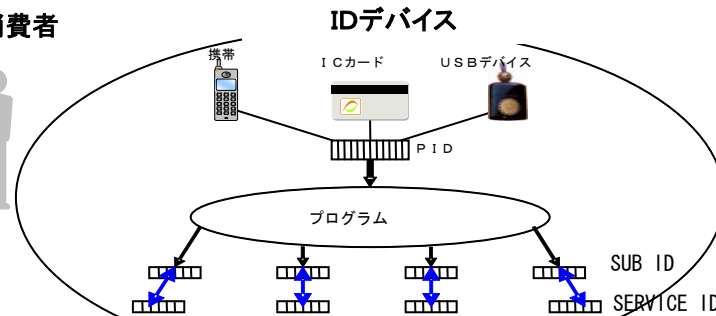 消費者
IDデバイス
携帯
ＩＣカード
ＵＳＢデバイス
ＰＩＤ
プログラム
SUB ID
SERVICE ID